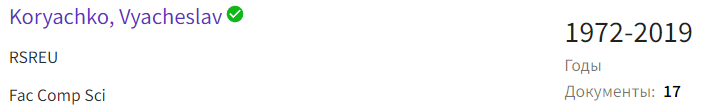 Koryachko, Vyacheslav
RSREU
Fac Comp Sci
1972-2019
Годы
Документы: 17